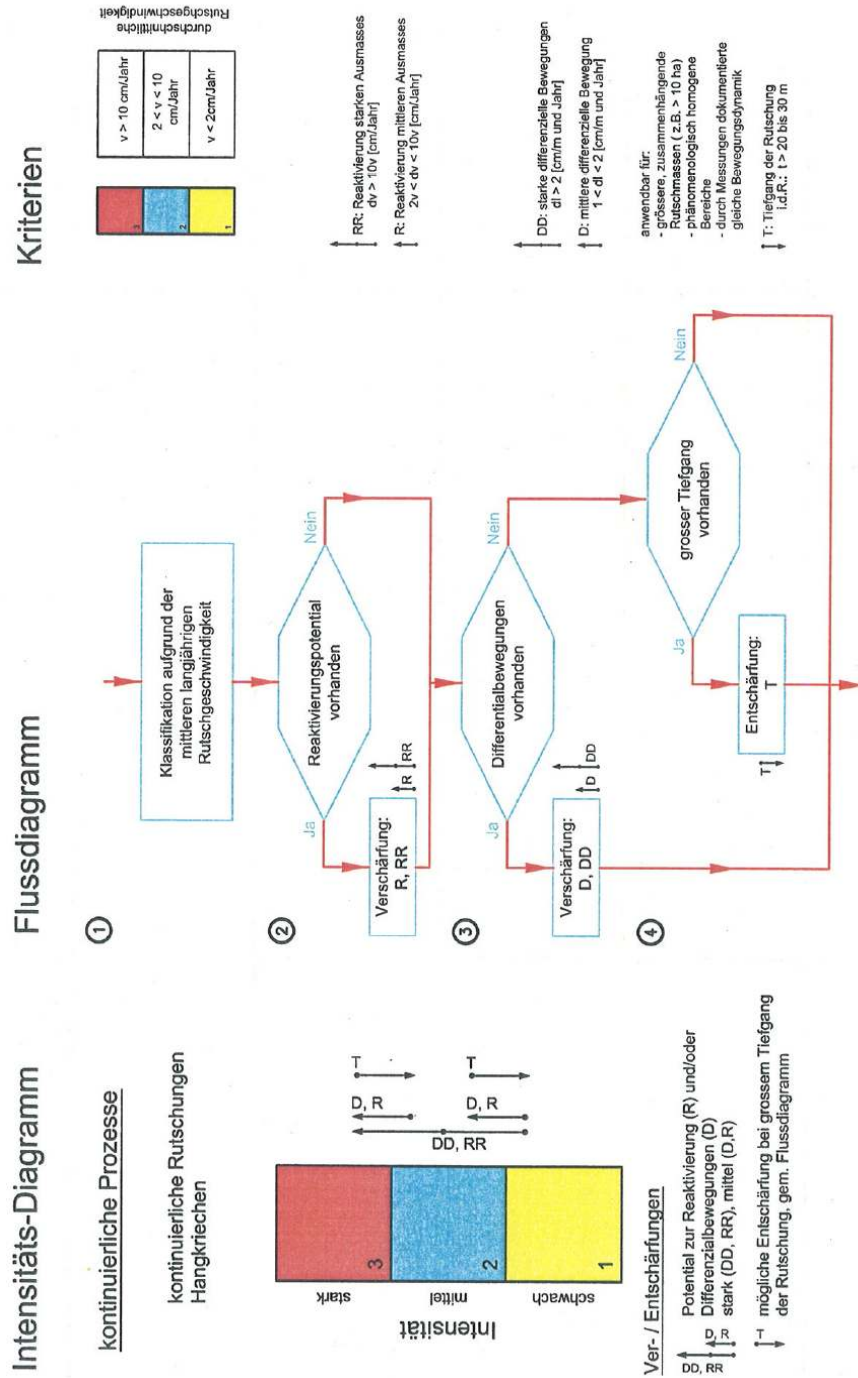 Intensitäts-Diagramm
kontinuierliche Prozesse
kontinuierliche Rutschungen
Hangkriechen
Intensität
stark
mittel
schwach
3
2
1
DD, RR
D, R
D, R
T
T
Ver- / Entschärfungen
DD, RR
D, R
Potential zur Reaktivierung (R) und/oder
Differenzialbewegungen (D)
stark (DD, RR), mittel (D,R)
T
mögliche Entschärfung bei grossem Tiefgang
der Rutschung, gem. Flussdiagramm
Flussdiagramm
1
Klassifikation aufgrund der
mittleren langjährigen
Rutschgeschwindigkeit
2
Reaktivierungspotential
vorhanden
Ja
Nein
Verschärfung:
R, RR
R
RR
3
Differentialbewegungen
vorhanden
Ja
Nein
Verschärfung:
D, DD
D
DD
4
grosser Tiefgang
vorhanden
Ja
Nein
Entschärfung:
T
T
Kriterien
3
2
1
v > 10 cm/Jahr
2 < v < 10
cm/Jahr
v < 2cm/Jahr
durchschnittliche
Rutschgeschwindigkeit
RR: Reaktivierung starken Ausmasses
dv > 10v [cm/Jahr]
R: Reaktivierung mittleren Ausmasses
2v < dv < 10v [cm/Jahr]
DD: starke differenzielle Bewegungen
dl > 2 [cm/m und Jahr]
D: mittlere differenzielle Bewegung
1 < dl < 2 [cm/m und Jahr]
anwendbar für:
- grössere, zusammenhängende
Rutschmassen ( z.B. > 10 ha)
- phänomenologisch homogene
Bereiche
- durch Messungen dokumentierte
gleiche Bewegungsdynamik
T: Tiefgang der Rutschung
i.d.R.: t > 20 bis 30 m